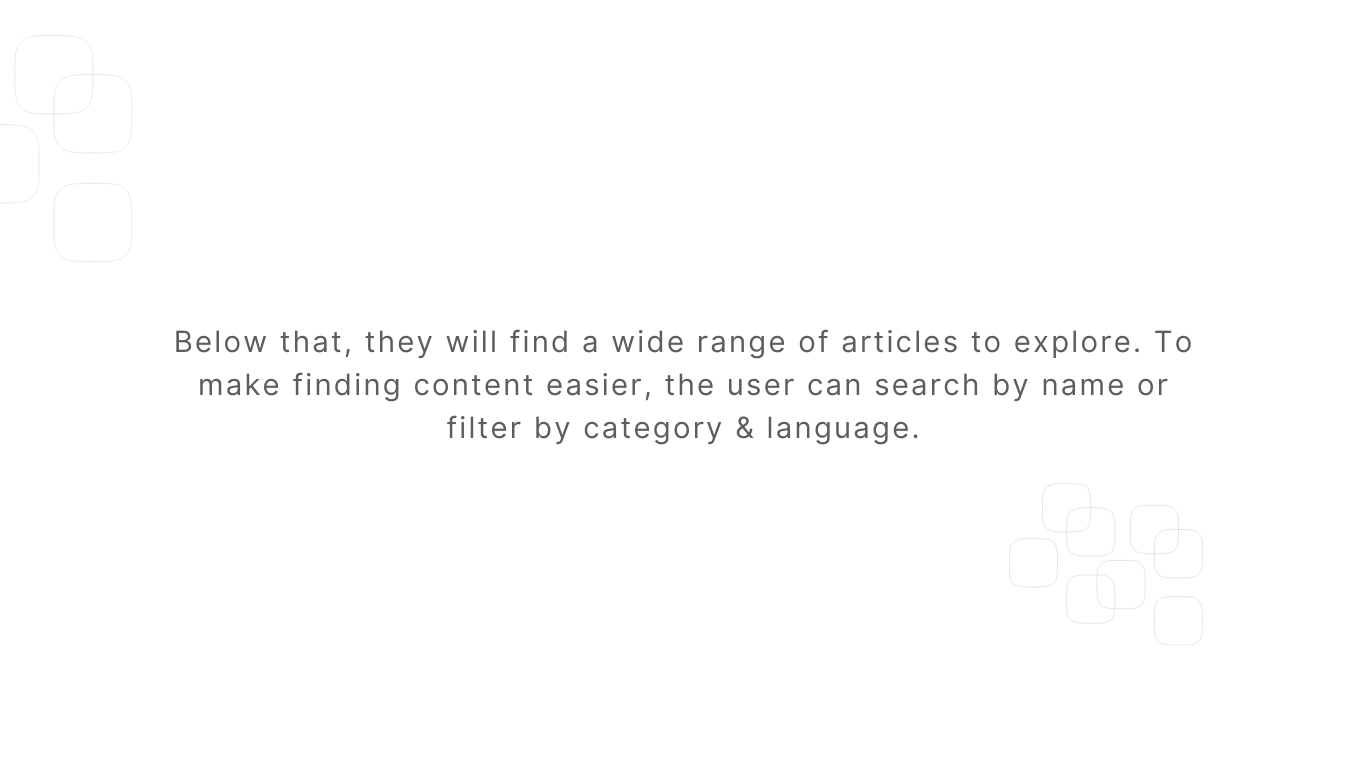 Below that, they will find a wide range of articles to explore. To
make finding content easier, the user can search by name or
filter by category & language.